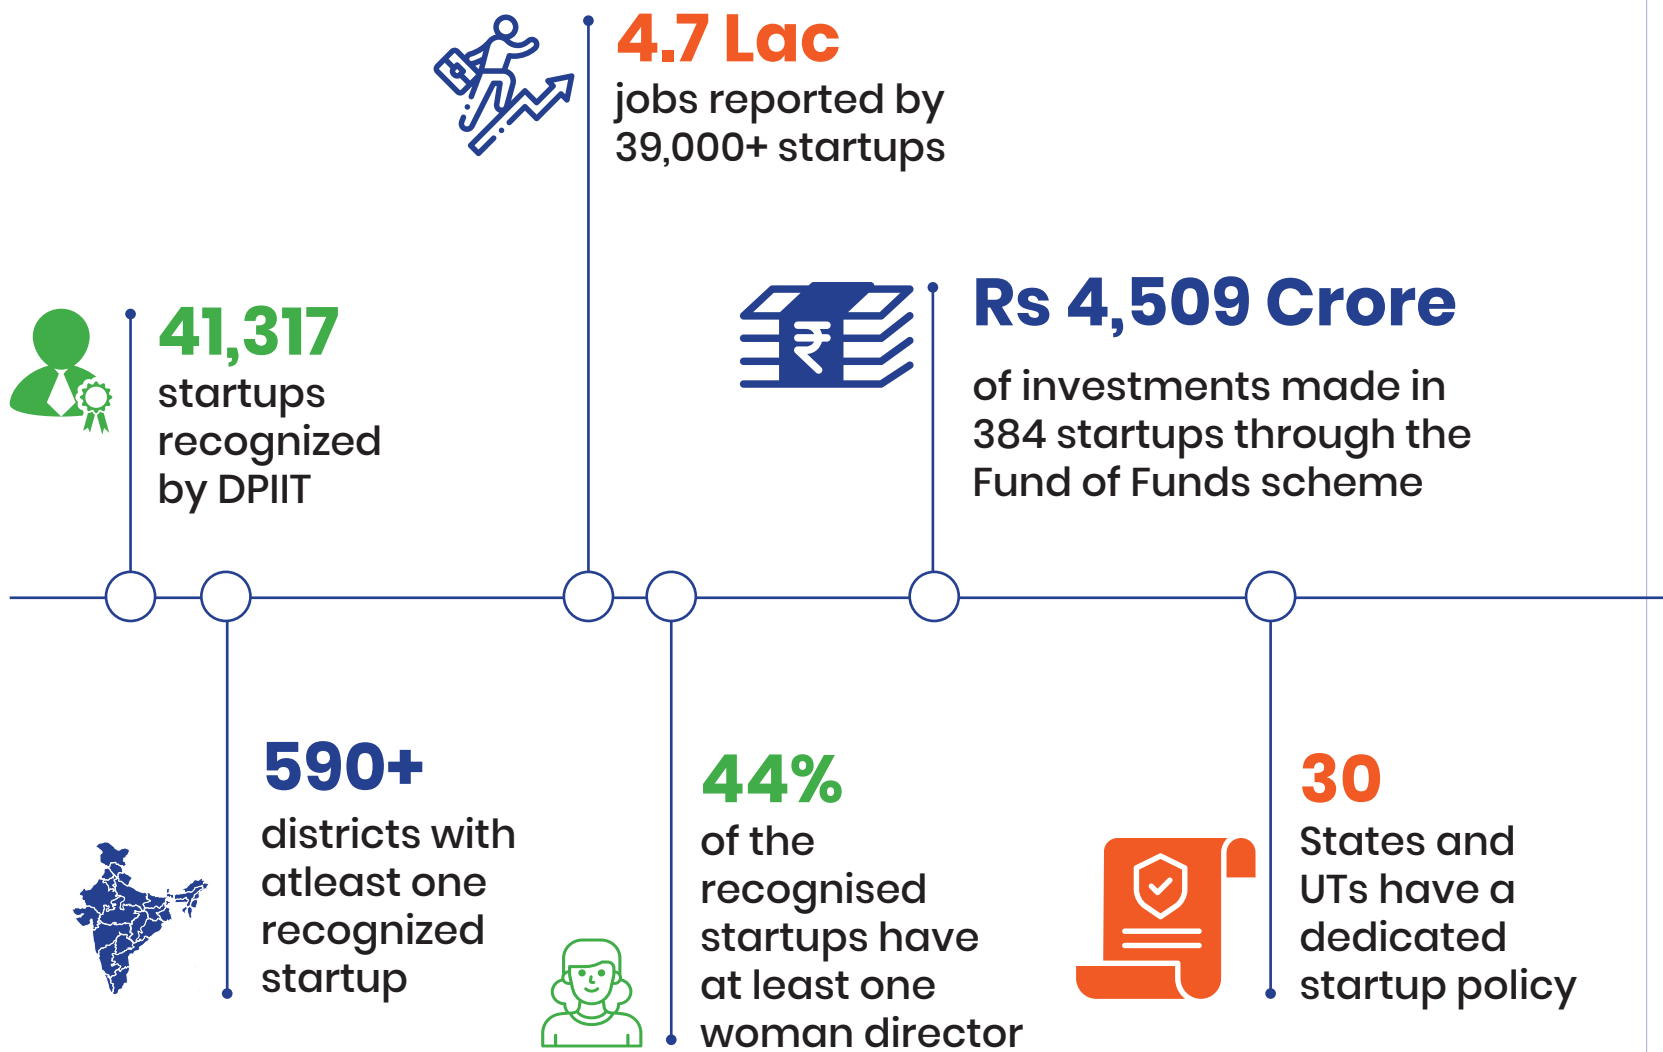 4.7 Lac
jobs reported by
39,000+ startups
41,317
startups
recognized
by DPIIT
Rs 4,509 Crore
of investments made in
384 startups through the
Fund of Funds scheme
590+
districts with
atleast one
recognized
startup
44%
of the
recognised
startups have
at least one
woman director
30
States and
UTs have a
dedicated
startup policy